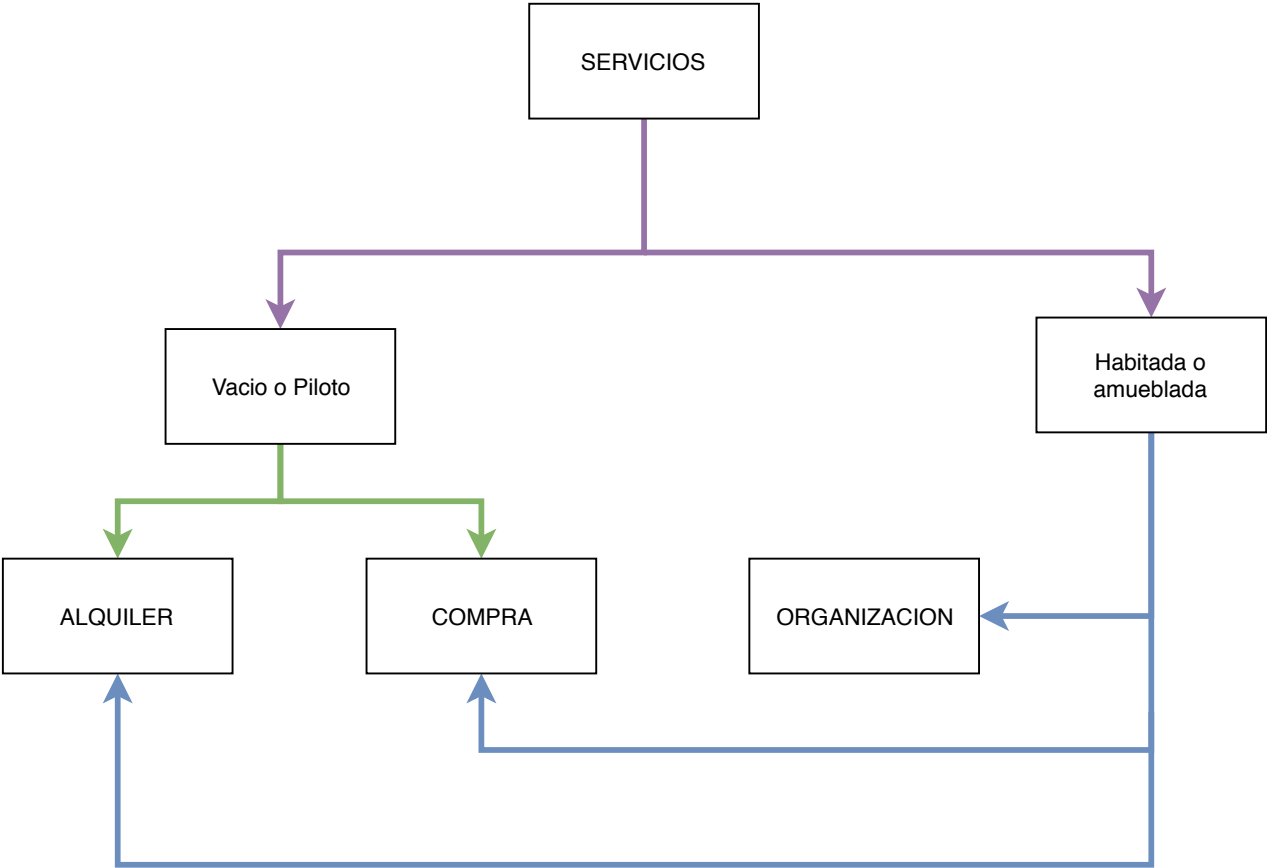 SERVICIOS
Vacio o Piloto
Habitada o
amueblada
ALQUILER
COMPRA
ORGANIZACION